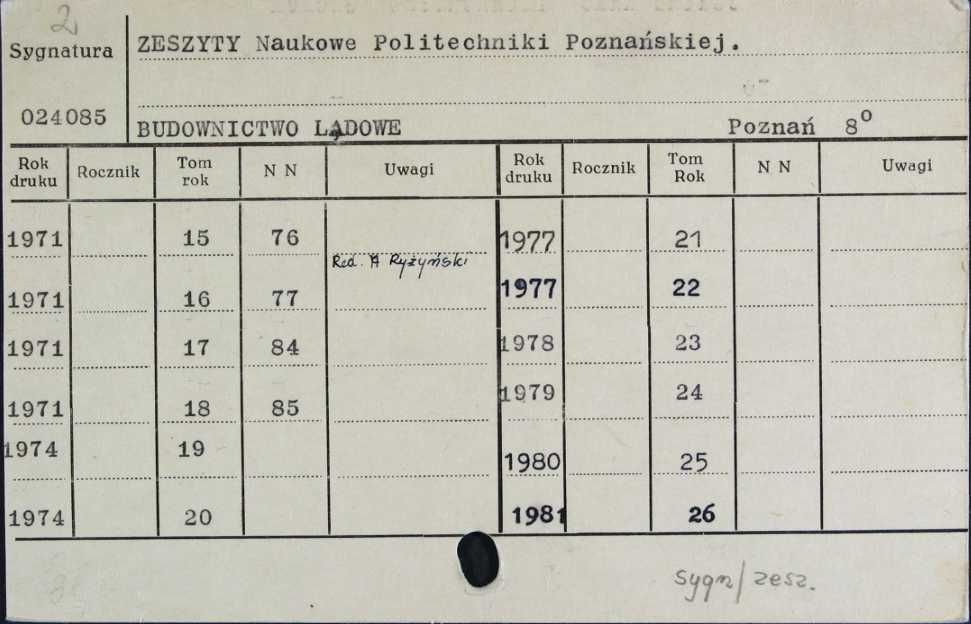 2
Sygnatura
ZESZYTY Naukowe Politechniki Poznańskiej.
024085
BUDOWNICTWO LĄDOWE Poznań 8°
Rok druku Rocznik Tom rok N N Uwagi Rok druku Rocznik Tom Rok N N Uwagi
1971 15 76 1977 21
Red. A Ryżyński
1971 16 77 1977 22
1971 17 84 1978 23
1971 18 85 1979 24
1974 19 1980 25
1974 20 1981 26
sygn/zesz.